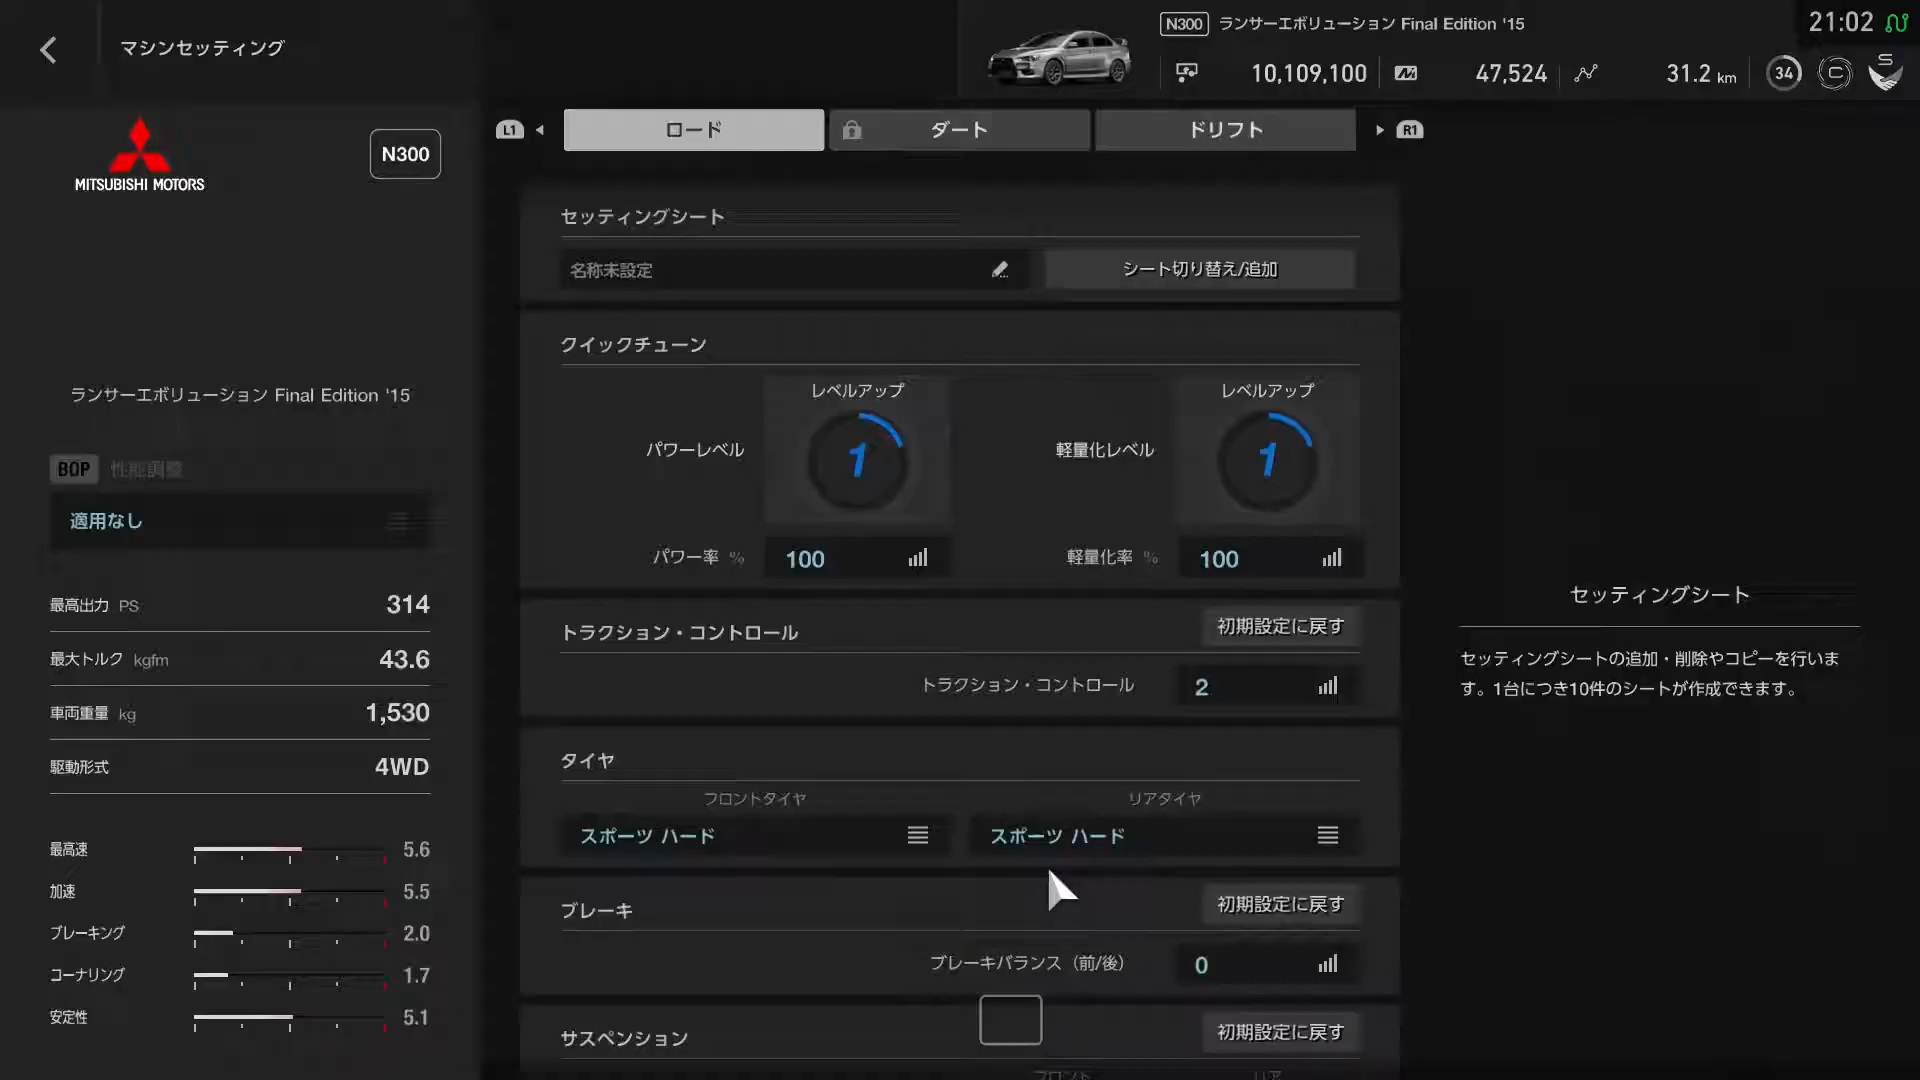 マシンセッティング
N300 ランサーエボリューション Final Edition '15
21:02
10,109,100
47,524
31.2 km
34
C
S
MITSUBISHI MOTORS
N300
ランサーエボリューション Final Edition '15
BOP 性能調整
適用なし
最高出力 PS 314
最大トルク kgfm 43.6
車両重量 kg 1,530
駆動形式 4WD
最高速 5.6
加速 5.5
ブレーキング 2.0
コーナリング 1.7
安定性 5.1
L1 ロード ダート ドリフト R1
セッティングシート
名称未設定 シート切り替え/追加
クイックチューン
レベルアップ レベルアップ
パワーレベル 1 軽量化レベル 1
パワー率 % 100 軽量化率 % 100
トラクション・コントロール 初期設定に戻す
トラクション・コントロール 2
タイヤ
フロントタイヤ リアタイヤ
スポーツ ハード スポーツ ハード
ブレーキ 初期設定に戻す
ブレーキバランス（前/後） 0
サスペンション 初期設定に戻す
フロント リア
セッティングシート
セッティングシートの追加・削除やコピーを行いま
す。1台につき10件のシートが作成できます。